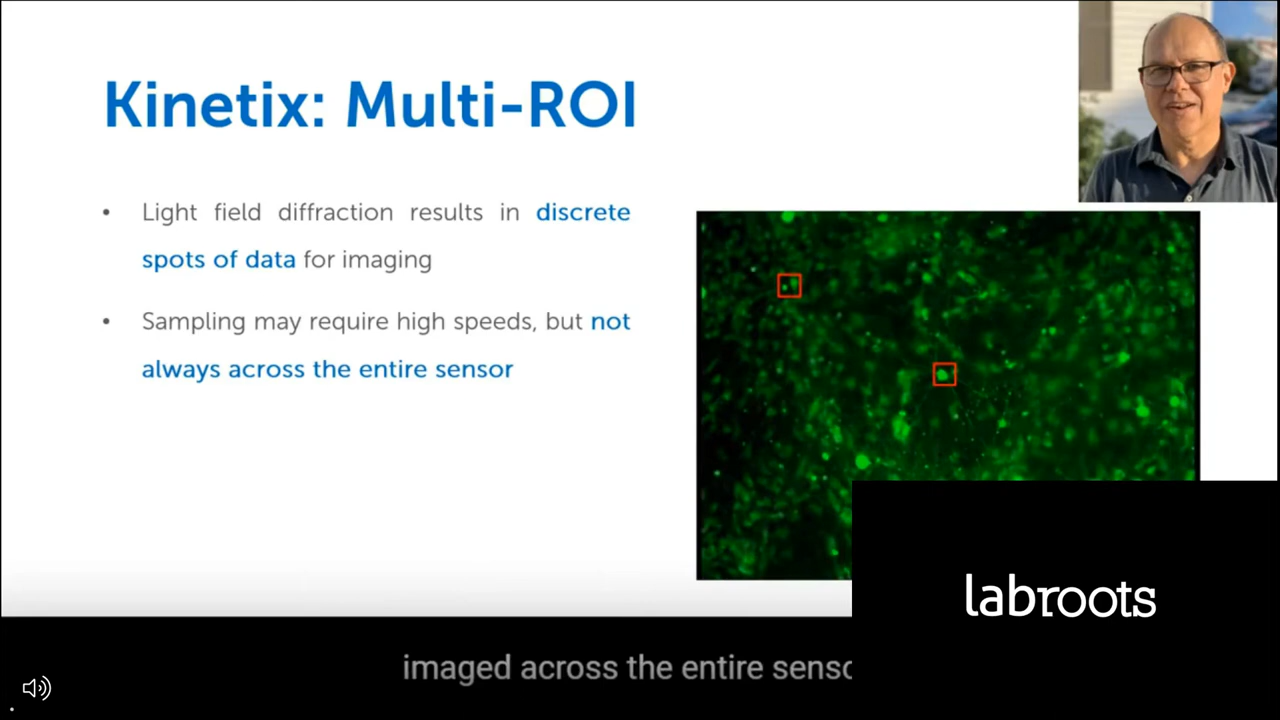 Kinetix: Multi-ROI
• Light field diffraction results in discrete
spots of data for imaging
• Sampling may require high speeds, but not
always across the entire sensor
labroots
imaged across the entire